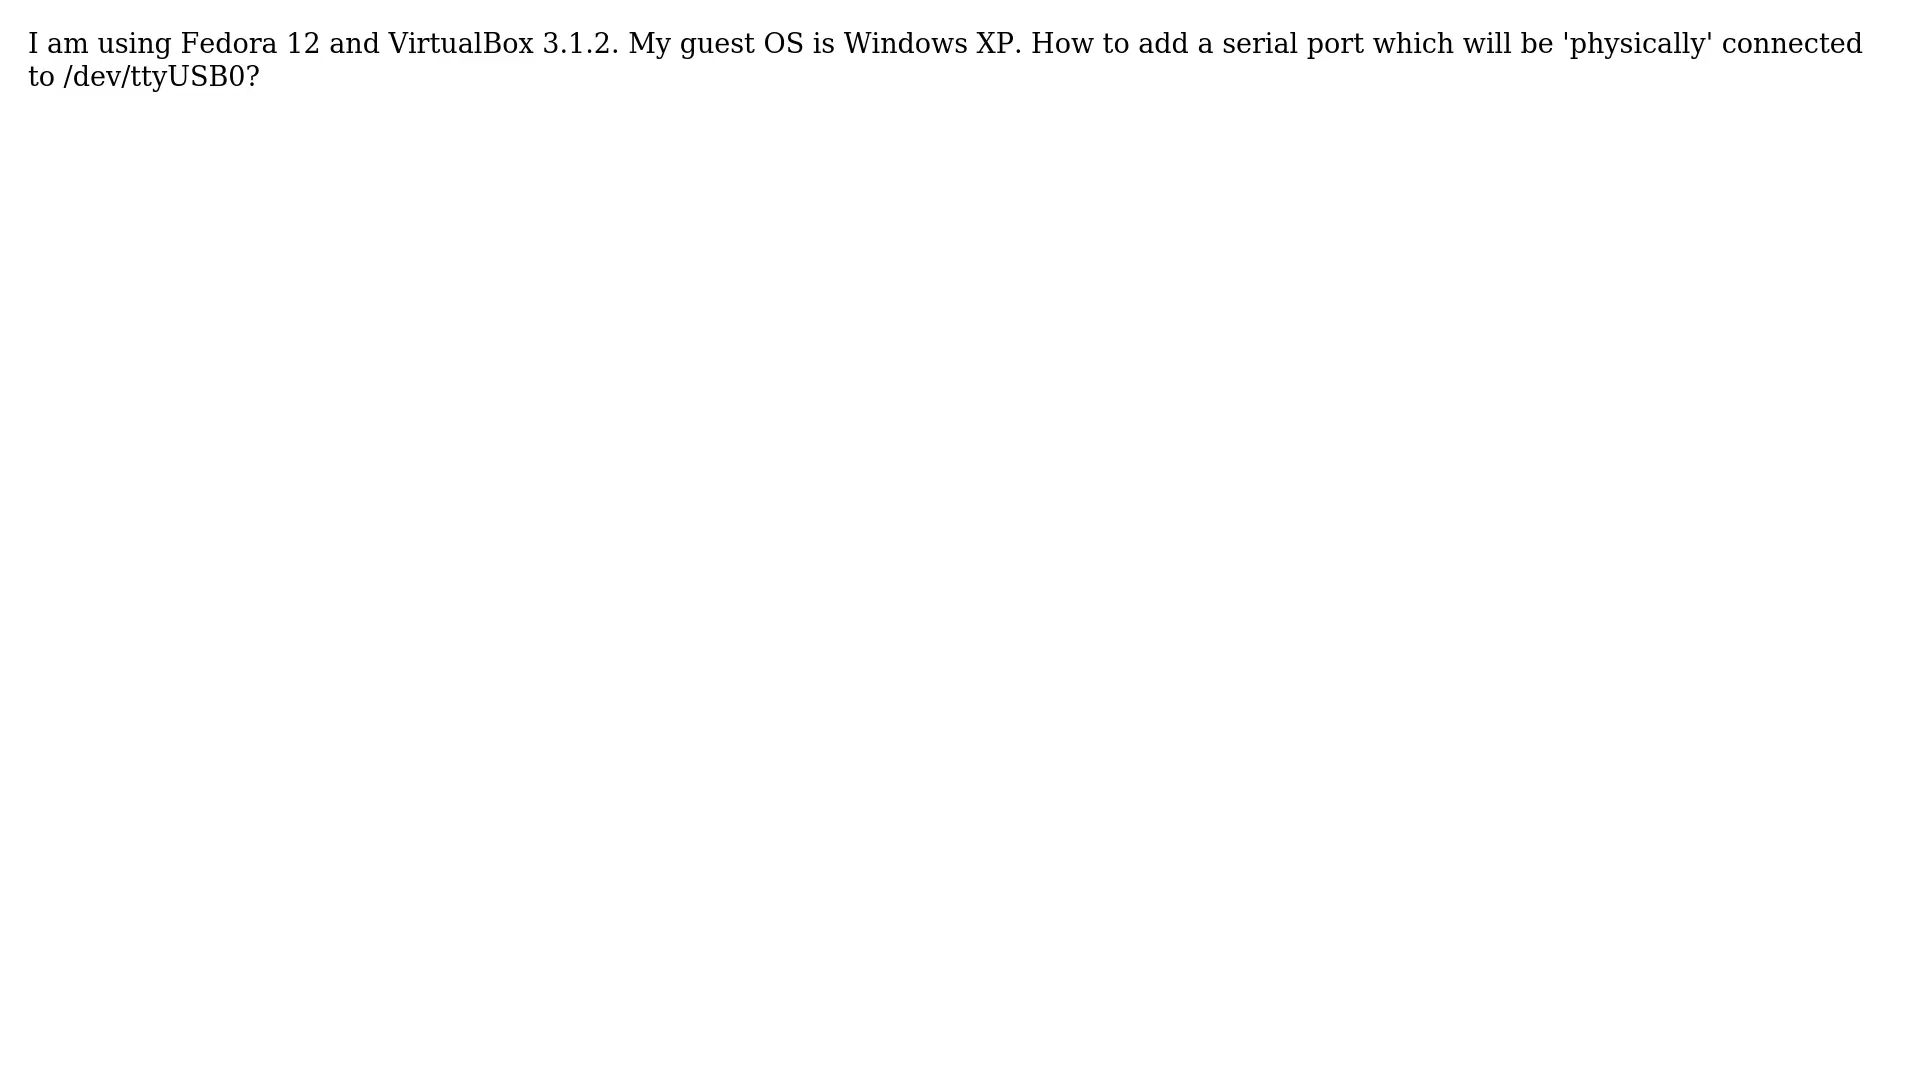 I am using Fedora 12 and VirtualBox 3.1.2. My guest OS is Windows XP. How to add a serial port which will be 'physically' connected
to /dev/ttyUSB0?